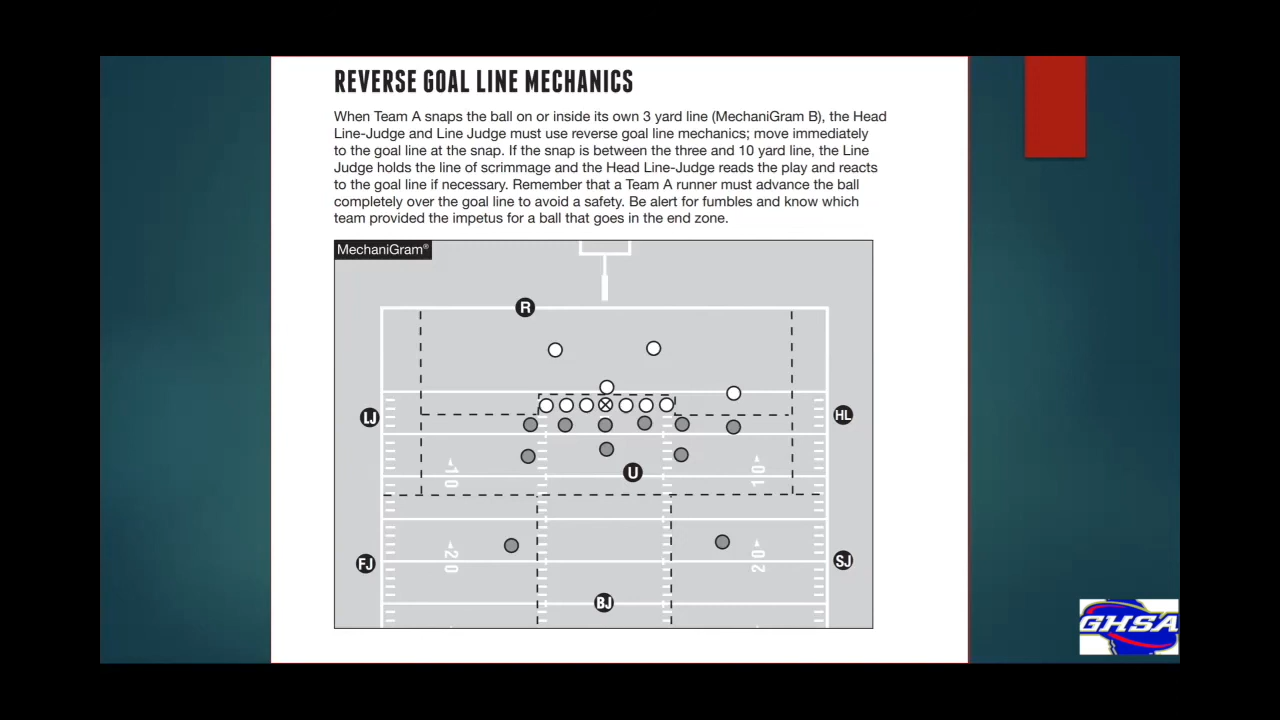 REVERSE GOAL LINE MECHANICS
When Team A snaps the ball on or inside its own 3 yard line (MechaniGram B), the Head
Line-Judge and Line Judge must use reverse goal line mechanics; move immediately
to the goal line at the snap. If the snap is between the three and 10 yard line, the Line
Judge holds the line of scrimmage and the Head Line-Judge reads the play and reacts
to the goal line if necessary. Remember that a Team A runner must advance the ball
completely over the goal line to avoid a safety. Be alert for fumbles and know which
team provided the impetus for a ball that goes in the end zone.
MechaniGram®
R
LJ
HL
U
10
10
FJ
20
20
SJ
BJ
GHSA